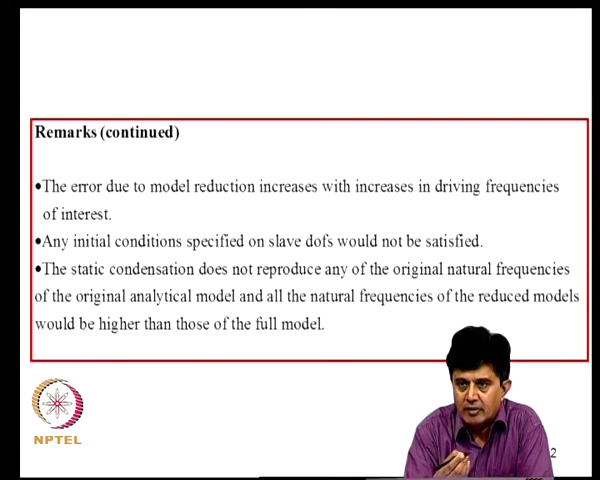 Remarks (continued)
•The error due to model reduction increases with increases in driving frequencies
of interest.
•Any initial conditions specified on slave dofs would not be satisfied.
•The static condensation does not reproduce any of the original natural frequencies
of the original analytical model and all the natural frequencies of the reduced models
would be higher than those of the full model.
NPTEL
2